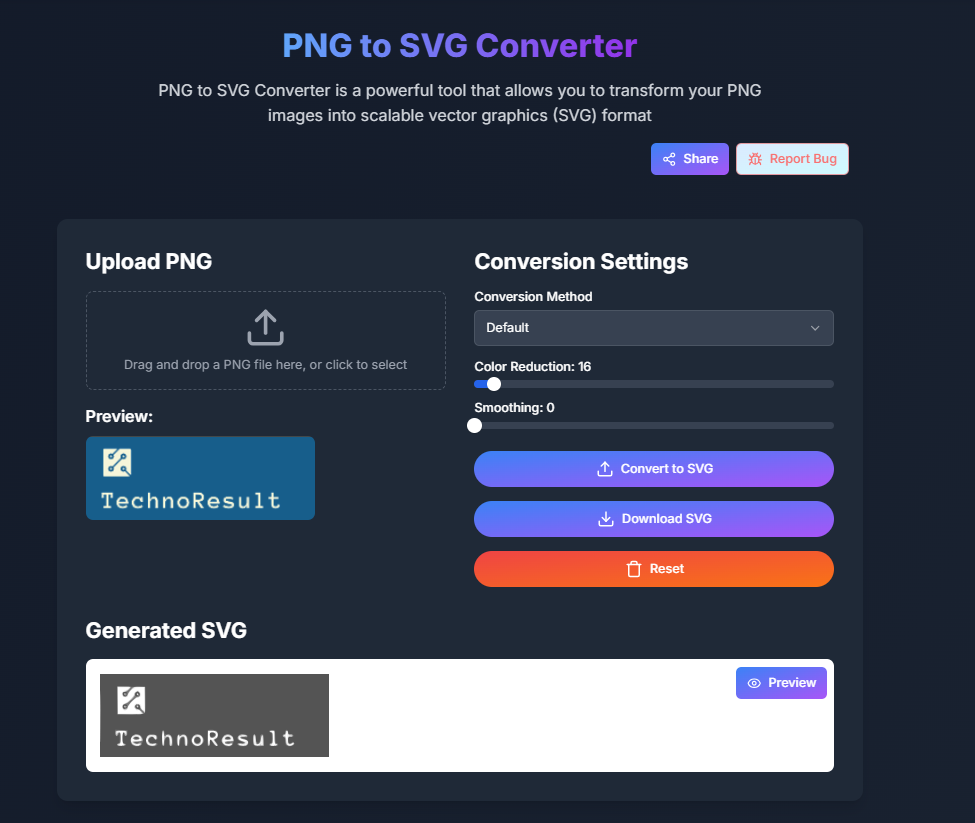 PNG to SVG Converter
PNG to SVG Converter is a powerful tool that allows you to transform your PNG
images into scalable vector graphics (SVG) format
Share
Report Bug
Upload PNG
Drag and drop a PNG file here, or click to select
Preview:
TechnoResult
Conversion Settings
Conversion Method
Default
Color Reduction: 16
Smoothing: 0
Convert to SVG
Download SVG
Reset
Generated SVG
Preview
TechnoResult